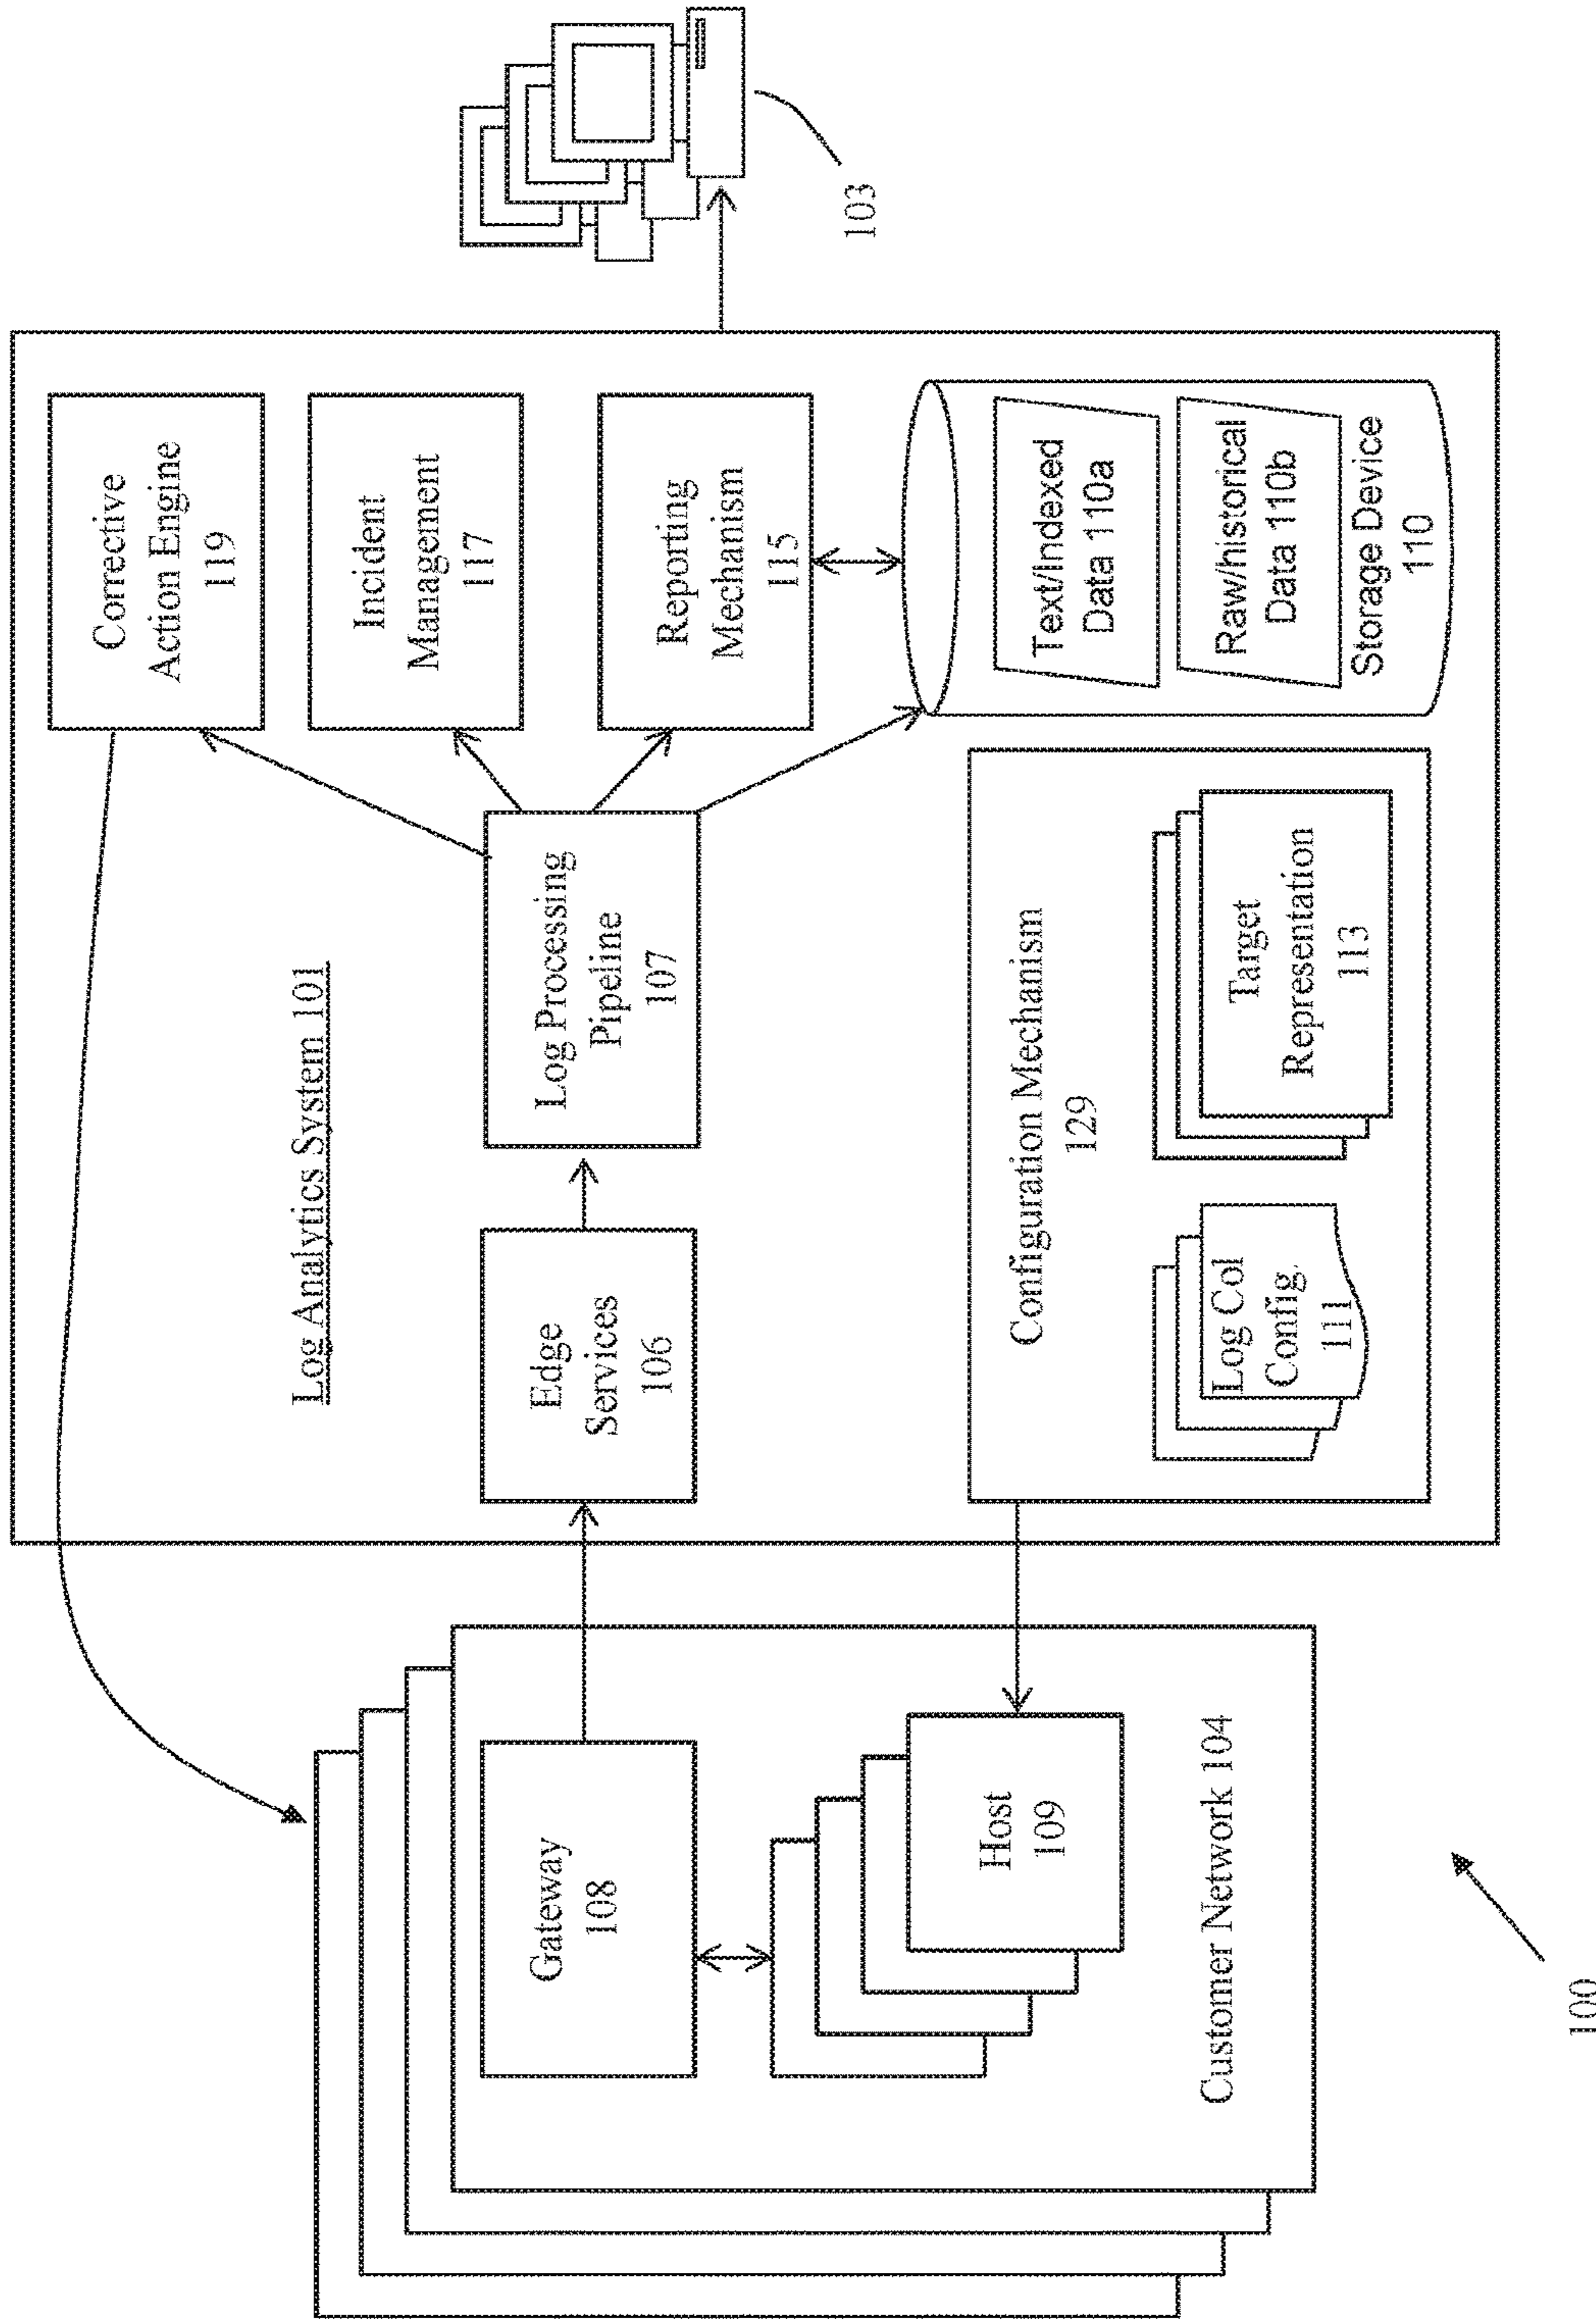 100
Customer Network 104
Gateway
108
Host
109
Log Analytics System 101
Edge
Services
106
Log Processing
Pipeline
107
Corrective
Action Engine
119
Incident
Management
117
Reporting
Mechanism
115
Configuration Mechanism
129
Log Col
Config.
111
Target
Representation
113
Text/Indexed
Data 110a
Raw/historical
Data 110b
Storage Device
110
103